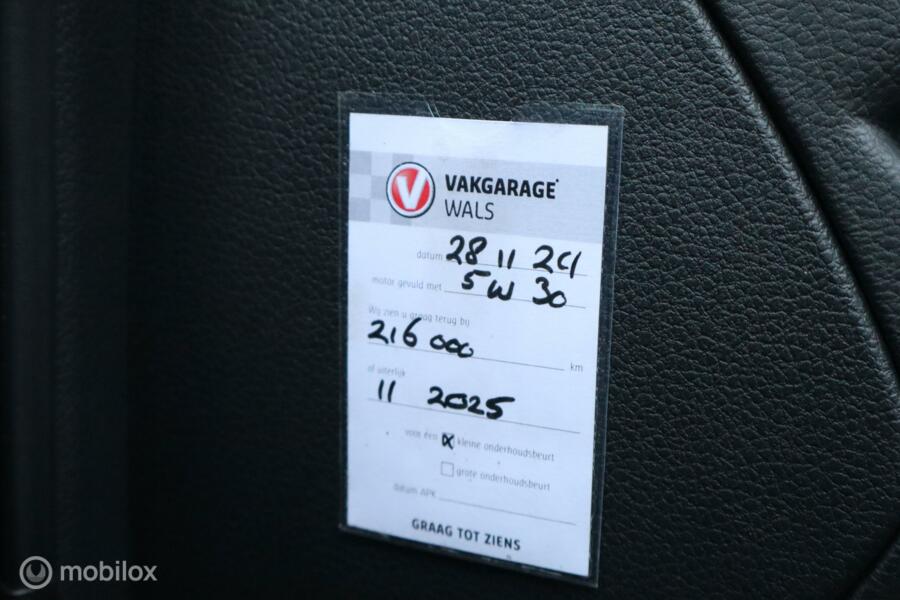 V VAKGARAGE
WALS
datum 28 11 24
motor gevuld met 5W 30
Wij zien u graag terug bij
216 000 km
of uiterlijk
11 2025
voor een x kleine onderhoudsbeurt
grote onderhoudsbeurt
Datum APK
GRAAG TOT ZIENS
mobilox